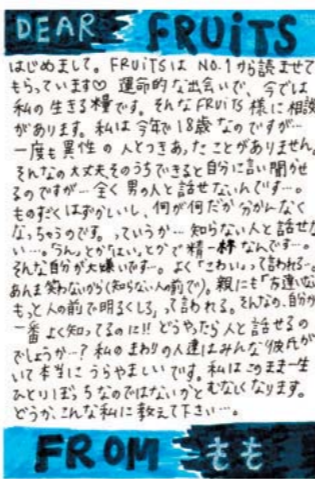 DEAR FRUiTS
はじめまして。FRUiTSは NO.1 から読ませて
もらっています♡ 運命的な出会いで、今では
私の生きる糧です。そんな FRUiTS 様に相談
があります。私は今年で18歳なのですが…
一度も異性の人とつきあったことがありません。
そんなの大丈夫、そのうちできると自分に言い聞かせ
るのですが…全く男の人と話せないんです…。
ものすごくはずかしいし、何が何だか分かんなく
なっちゃうのです。っていうか…知らない人と話せな
い…。「うん」とか「はい」とかで精一杯なんです…。
そんな自分が大嫌いです…。よく「こわい」って言われる…。
あんま笑わないから(知らない人の前で)。親にも「方違いな
もっと人の前で明るくしろ」って言われる。そんなの、自分が
一番よく知ってるのに!! どうやったら人と話せるの
でしょうか…? 私のまわりの人達はみんな彼氏が
いて本当にうらやましいです。私はこのまま一生
ひとりぼっちなのではないかとむなしくなります。
どうか、こんな私に教えて下さい…。
FROM もも